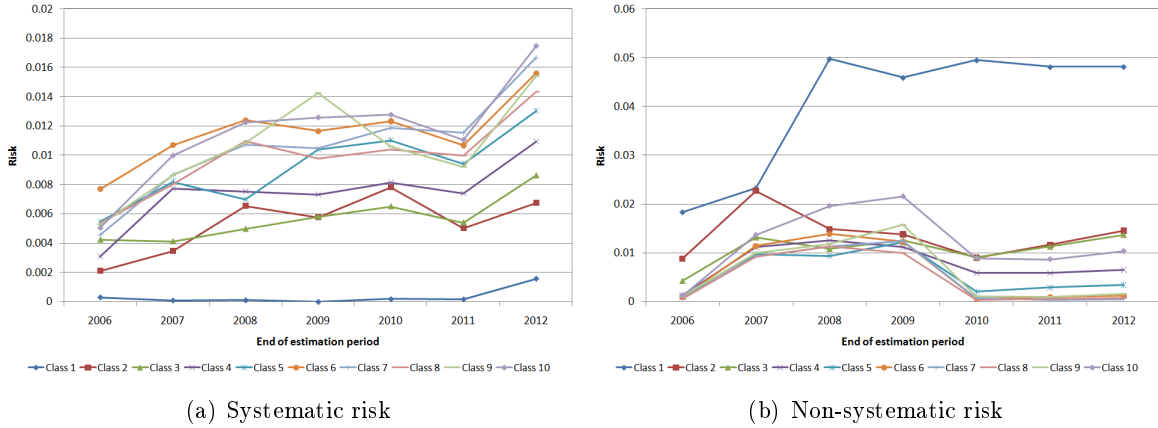 0.02
0.018
0.016
0.014
0.012
0.01
0.008
0.006
0.004
0.002
0
Risk
2006 2007 2008 2009 2010 2011 2012
End of estimation period
Class 1 Class 2 Class 3 Class 4 Class 5 Class 6 Class 7 Class 8 Class 9 Class 10
(a) Systematic risk
0.06
0.05
0.04
0.03
0.02
0.01
0
Risk
2006 2007 2008 2009 2010 2011 2012
End of estimation period
Class 1 Class 2 Class 3 Class 4 Class 5 Class 6 Class 7 Class 8 Class 9 Class 10
(b) Non-systematic risk